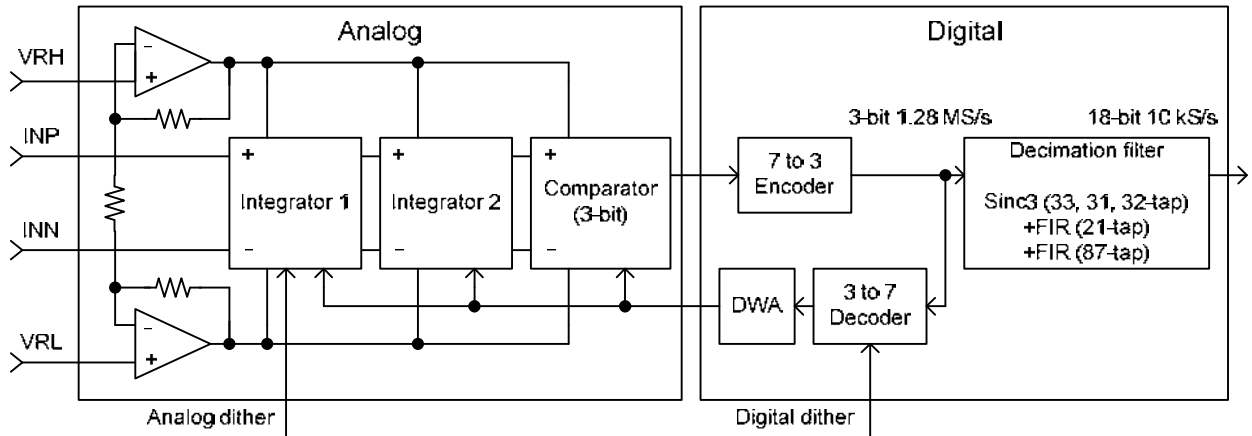 Analog
Digital
VRH
INP
INN
VRL
−
+
+
Integrator 1
−
+
Integrator 2
−
+
Comparator
(3-bit)
−
−
+
7 to 3
Encoder
3-bit 1.28 MS/s
18-bit 10 kS/s
Decimation filter
Sinc3 (33, 31, 32-tap)
+FIR (21-tap)
+FIR (87-tap)
DWA
3 to 7
Decoder
Analog dither
Digital dither